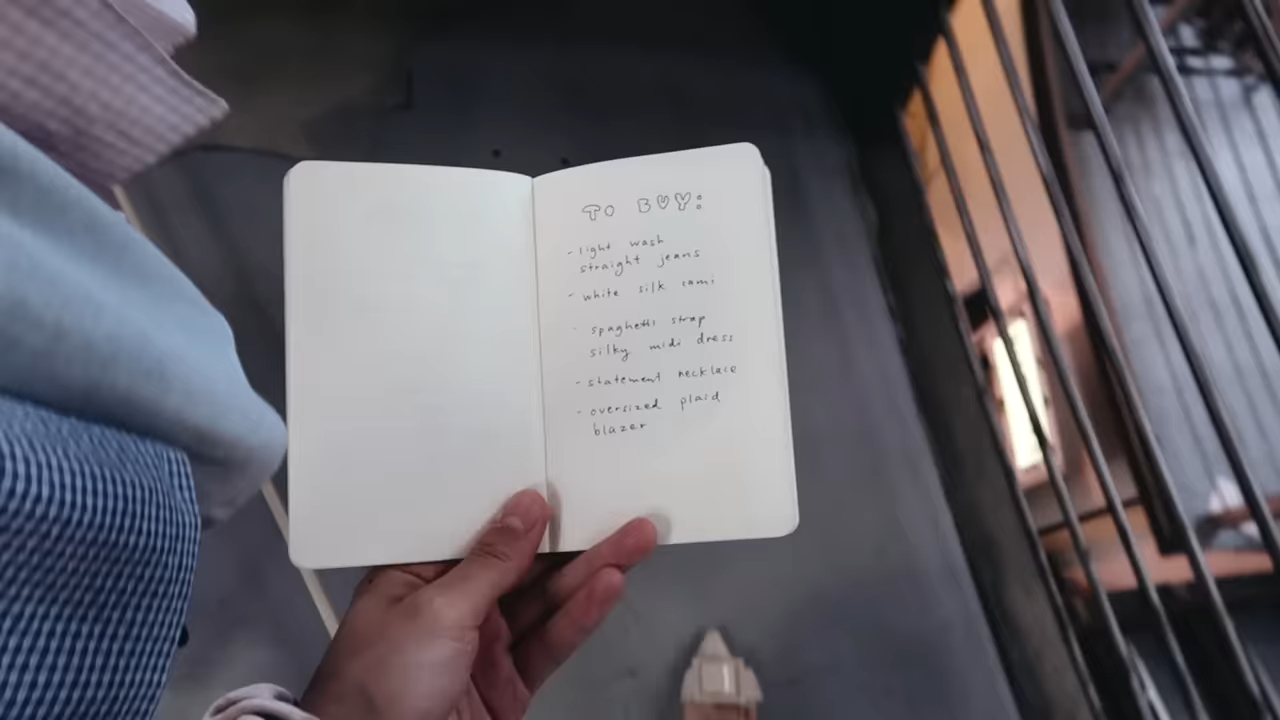 TO BUY:
- light wash
straight jeans
- white silk cami
- spaghetti strap
silky midi dress
- statement necklace
- oversized plaid
blazer